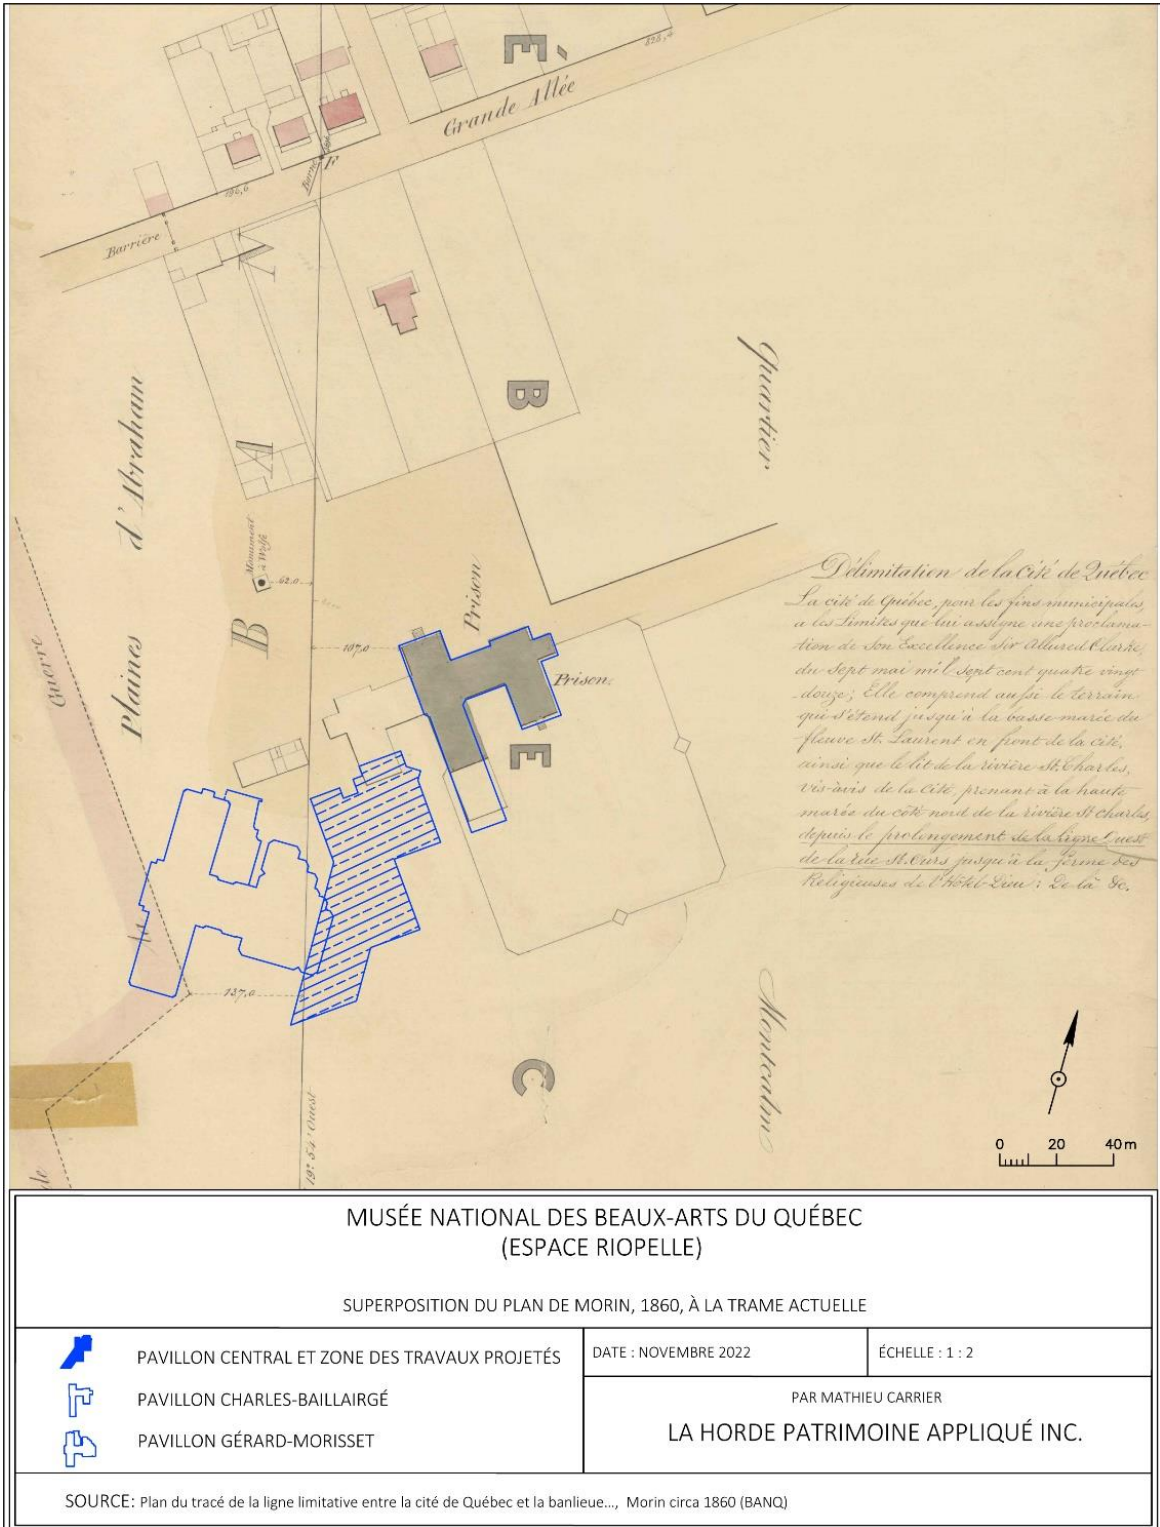 É
525,4
Grande Allée
F
195,6
Barrière
A
B
Quartier
d'Abraham
Plaines
A
Monument
à Wolfe
62.0
B
Prison
107,0
Prison.
E
Guerre
Délimitation de la Cité de Québec
La cité de Québec, pour les fins municipales,
a les Limites que lui assigne une proclama-
tion de Son Excellence Sir Allured Clarke,
du Sept mai mil Sept cent quatre vingt
douze; Elle comprend aussi le terrain
qui s'étend jusqu'à la basse marée du
fleuve St. Laurent en front de la cité,
ainsi que le lit de la rivière St. Charles,
vis-à-vis de la Cité, prenant à la haute
marée du côté nord de la rivière St Charles,
depuis le prolongement de la ligne Ouest
de la rue St. Ours jusqu'à la ferme des
Religieuses de l'Hôtel-Dieu: De là &c.
137,0
C
Montcalm
19° 54' Ouest
de
0 20 40m
MUSÉE NATIONAL DES BEAUX-ARTS DU QUÉBEC
(ESPACE RIOPELLE)
SUPERPOSITION DU PLAN DE MORIN, 1860, À LA TRAME ACTUELLE
PAVILLON CENTRAL ET ZONE DES TRAVAUX PROJETÉS
PAVILLON CHARLES-BAILLAIRGÉ
PAVILLON GÉRARD-MORISSET
DATE : NOVEMBRE 2022
ÉCHELLE : 1 : 2
PAR MATHIEU CARRIER
LA HORDE PATRIMOINE APPLIQUÉ INC.
SOURCE: Plan du tracé de la ligne limitative entre la cité de Québec et la banlieue..., Morin circa 1860 (BANQ)